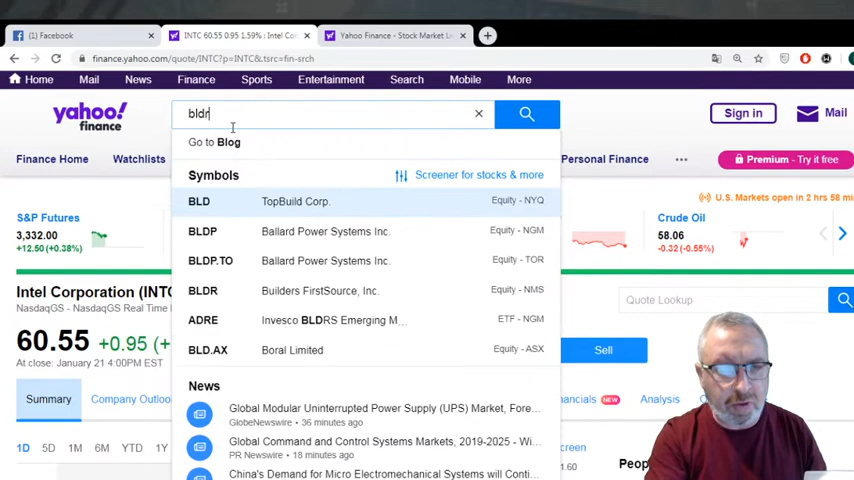 (1) Facebook
INTC 60.55 0.95 1.59% : Intel Co
Yahoo Finance - Stock Market L
finance.yahoo.com/quote/INTC?p=INTC&.tsrc=fin-srch
Home Mail News Finance Sports Entertainment Search Mobile More
yahoo!
finance
bldr
Sign in
Mail
Go to Blog
Finance Home
Watchlists
Personal Finance
Premium - Try it free
Symbols
Screener for stocks & more
BLD TopBuild Corp. Equity - NYQ
BLDP Ballard Power Systems Inc. Equity - NGM
BLDP.TO Ballard Power Systems Inc. Equity - TOR
BLDR Builders FirstSource, Inc. Equity - NMS
ADRE Invesco BLDRS Emerging M... ETF - NGM
BLD.AX Boral Limited Equity - ASX
News
Global Modular Uninterrupted Power Supply (UPS) Market, Fore...
GlobeNewswire • 36 minutes ago
Global Command and Control Systems Markets, 2019-2025 - Wi...
PR Newswire • 18 minutes ago
China's Demand for Micro Electromechanical Systems will Conti...
U.S. Markets open in 2 hrs 58 mi
S&P Futures
3,332.00
+12.50 (+0.38%)
Crude Oil
58.06
-0.32 (-0.55%)
Intel Corporation (INTC
NasdaqGS - NasdaqGS Real Time
Quote Lookup
60.55 +0.95 (+
At close: January 21 4:00PM EST
Sell
Summary
Company Outloo
ancials NEW
Analysis
1D 5D 1M 6M YTD 1Y
creen
1.60
Peop